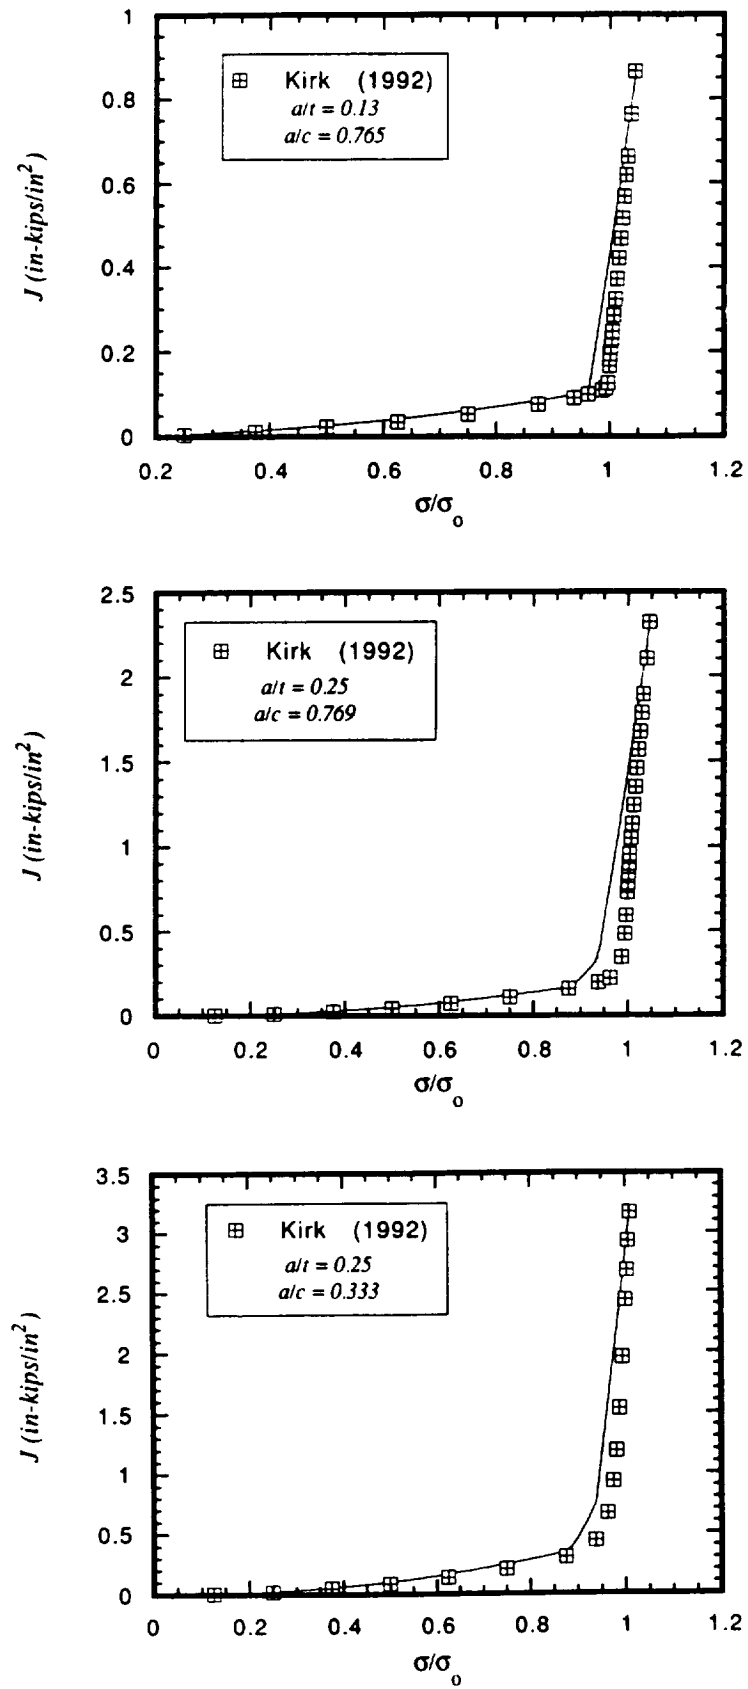 1
0.8
0.6
0.4
0.2
0
J (in-kips/in²)
Kirk (1992)
a/t = 0.13
a/c = 0.765
0.2 0.4 0.6 0.8 1 1.2
σ/σ₀
2.5
2
1.5
1
0.5
0
J (in-kips/in²)
Kirk (1992)
a/t = 0.25
a/c = 0.769
0 0.2 0.4 0.6 0.8 1 1.2
σ/σ₀
3.5
3
2.5
2
1.5
1
0.5
0
J (in-kips/in²)
Kirk (1992)
a/t = 0.25
a/c = 0.333
0 0.2 0.4 0.6 0.8 1 1.2
σ/σ₀